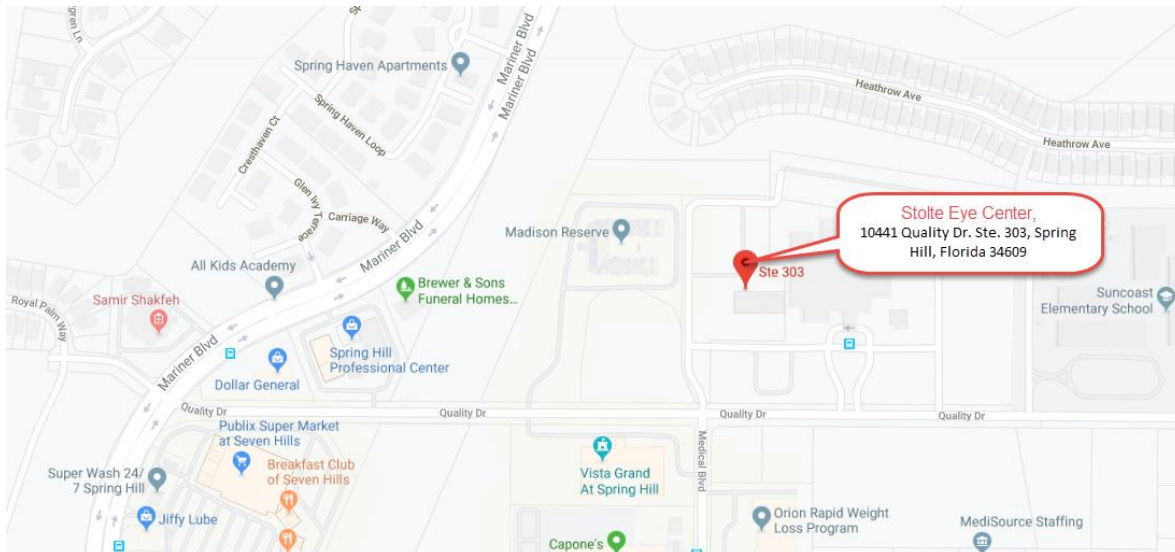 gren Ln
Spring Haven Apartments
Mariner Blvd
Mariner Blvd
Spring Haven Loop
Cresthaven Ct
Glen Ivy
Terrace
Carriage Way
Mariner Blvd
Heathrow Ave
Heathrow Ave
Stolte Eye Center,
10441 Quality Dr. Ste. 303, Spring
Hill, Florida 34609
Madison Reserve
Ste 303
All Kids Academy
Brewer & Sons
Funeral Homes...
Samir Shakfeh
Royal Palm Way
Suncoast
Elementary School
Mariner Blvd
Spring Hill
Professional Center
Dollar General
Quality Dr
Quality Dr
Quality Dr
Quality Dr
Publix Super Market
at Seven Hills
Breakfast Club
of Seven Hills
Medical Blvd
Super Wash 24/
7 Spring Hill
Vista Grand
At Spring Hill
Jiffy Lube
Orion Rapid Weight
Loss Program
MediSource Staffing
Capone's